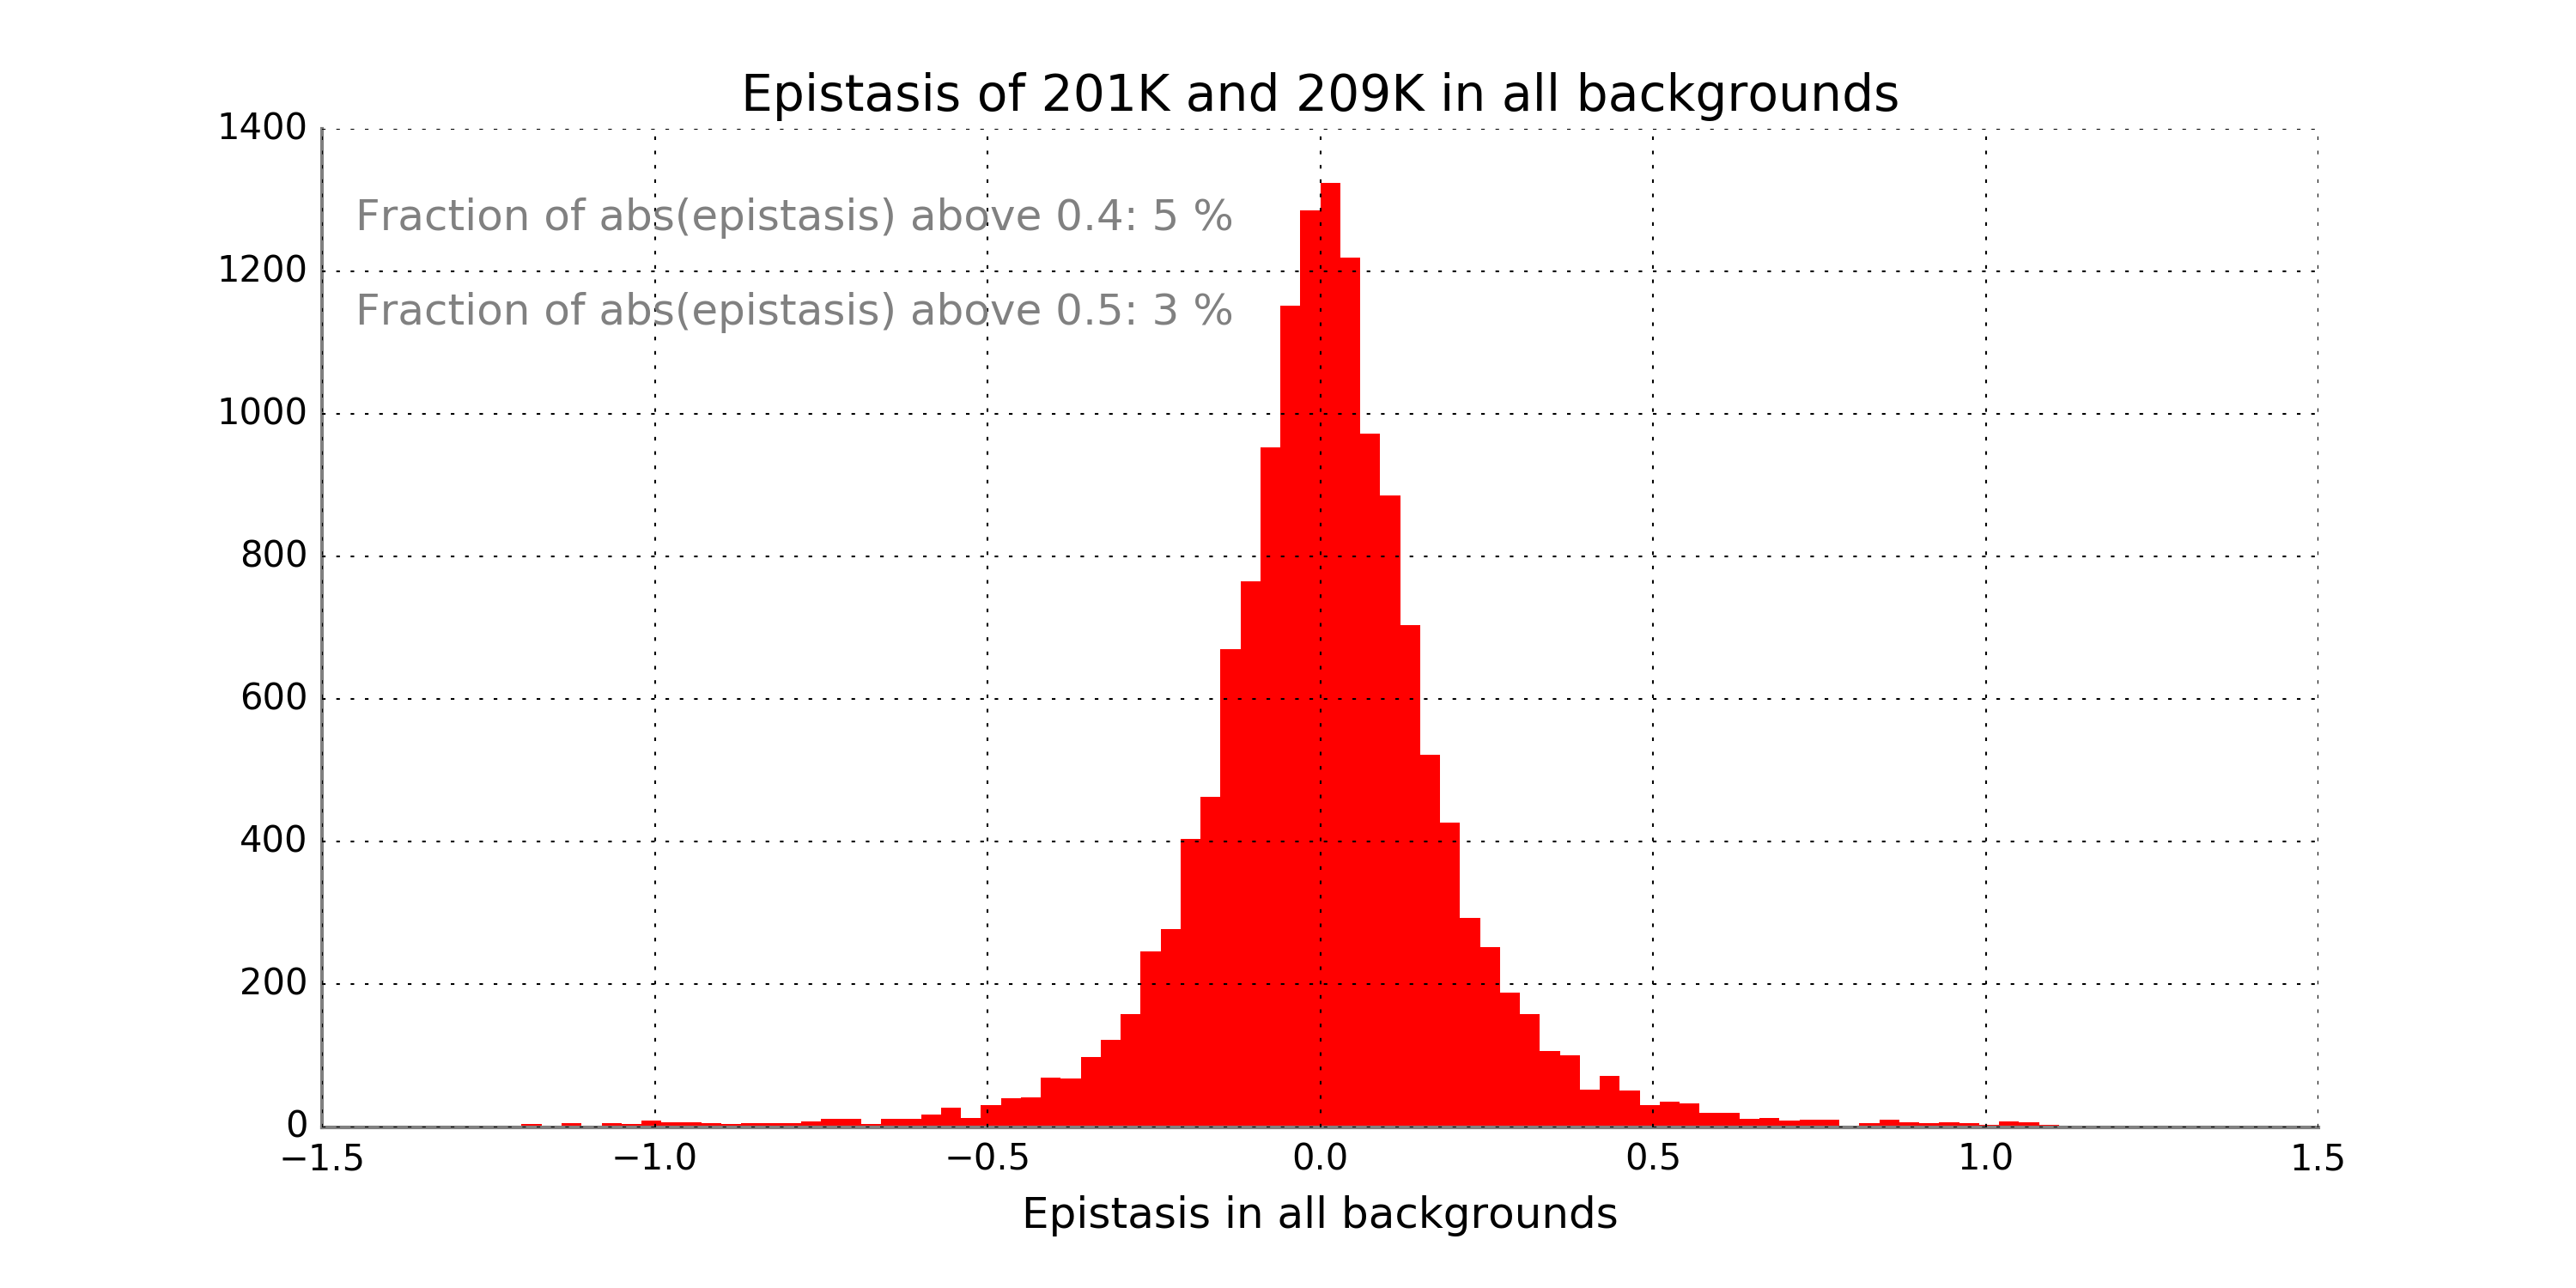 Epistasis of 201K and 209K in all backgrounds
1400
1200
1000
800
600
400
200
0
Fraction of abs(epistasis) above 0.4: 5 %
Fraction of abs(epistasis) above 0.5: 3 %
−1.5 −1.0 −0.5 0.0 0.5 1.0 1.5
Epistasis in all backgrounds